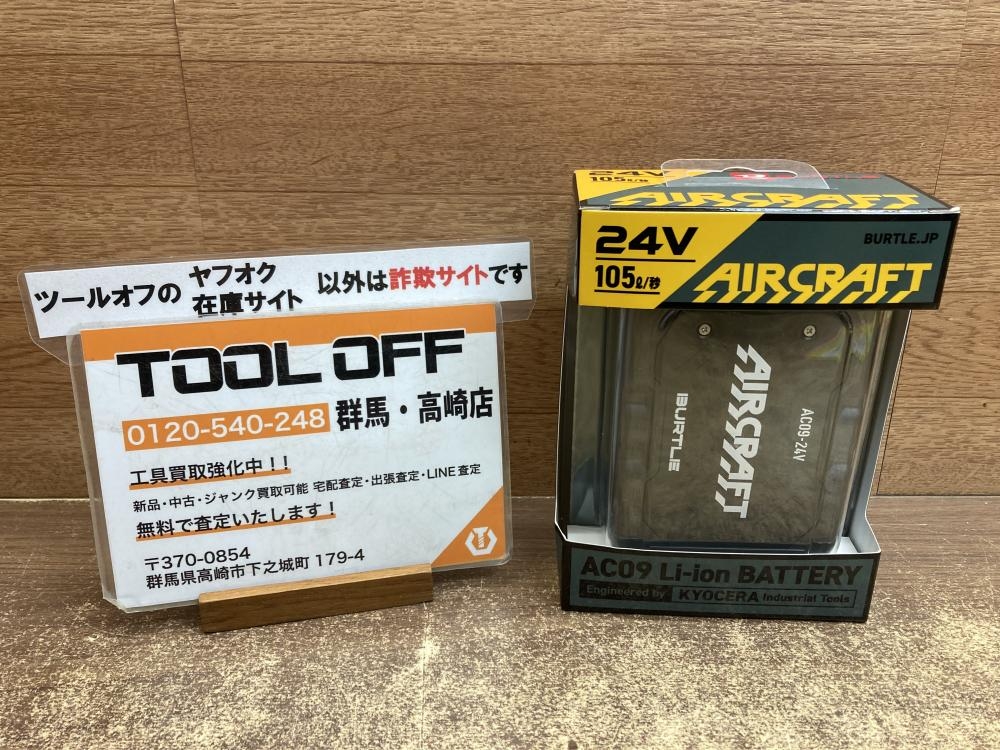 ツールオフの ヤフオク 在庫サイト 以外は詐欺サイトです
TOOL OFF
0120-540-248 群馬・高崎店
工具買取強化中！！
新品・中古・ジャンク買取可能 宅配査定・出張査定・LINE査定
無料で査定いたします！
〒370-0854
群馬県高崎市下之城町 179-4
24V
105ℓ/秒
AIRCRAFT
24V
105ℓ/秒
BURTLE.JP
AIRCRAFT
AIRCRAFT
AC09-24V
BURTLE
AC09 Li-ion BATTERY
Engineered by KYOCERA Industrial Tools